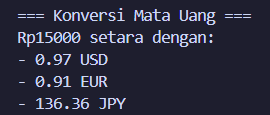 === Konversi Mata Uang ===
Rp15000 setara dengan:
- 0.97 USD
- 0.91 EUR
- 136.36 JPY